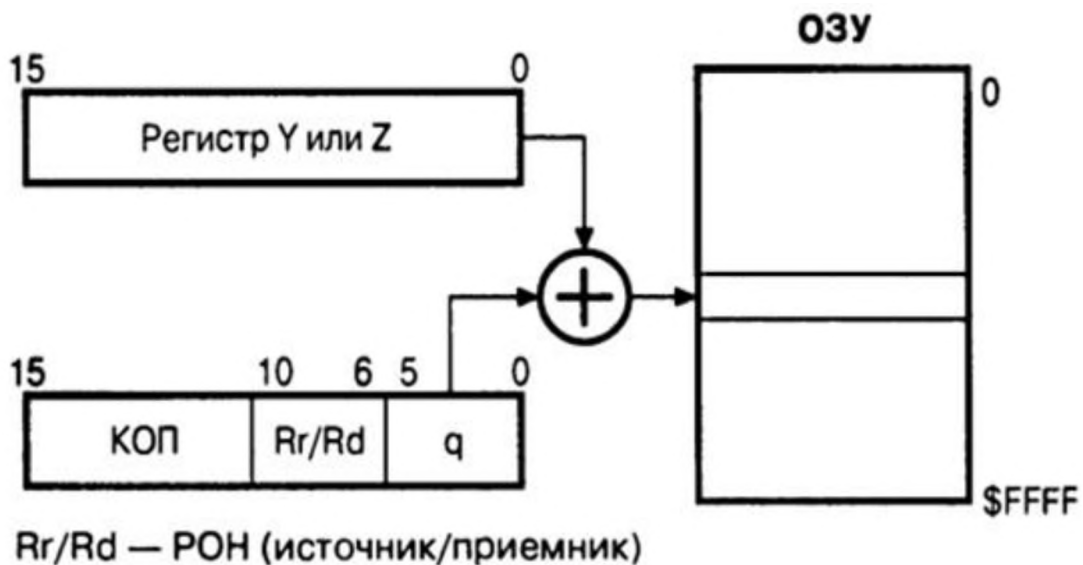 ОЗУ
15 0
0
Регистр Y или Z
15 10 6 5 0
КОП Rr/Rd q
$FFFF
Rr/Rd — РОН (источник/приемник)